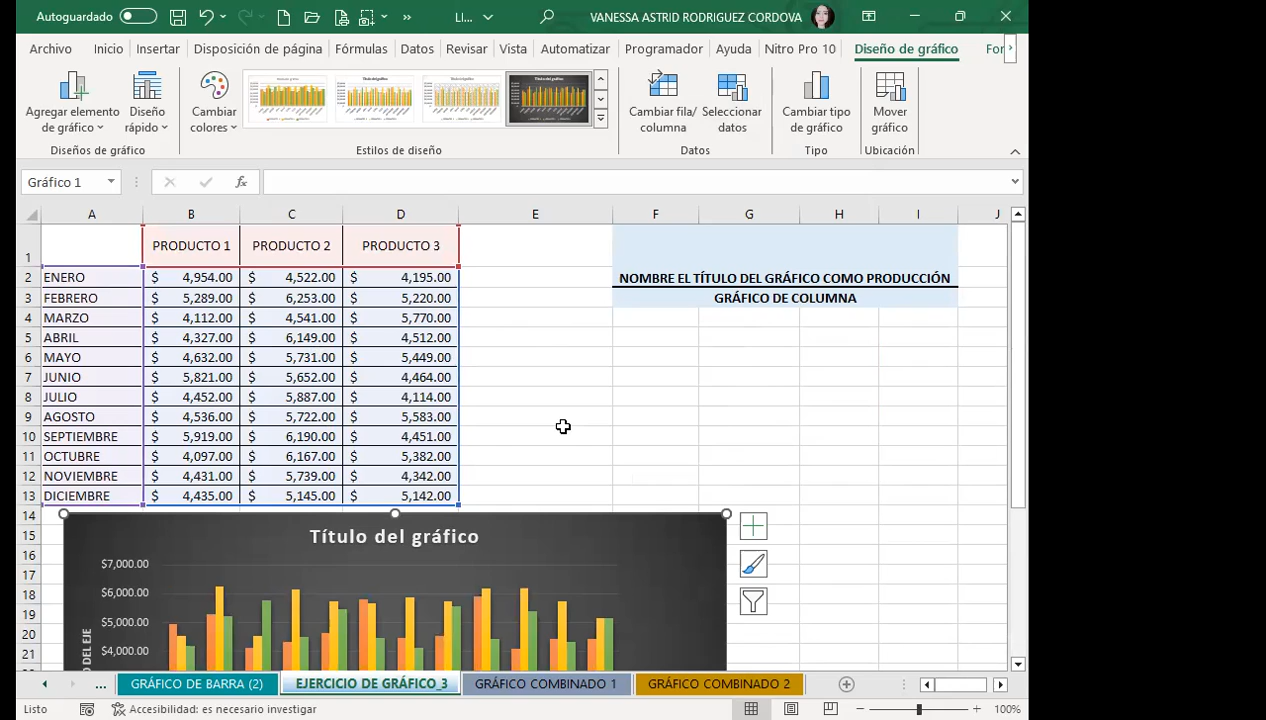 Autoguardado
LI...
VANESSA ASTRID RODRIGUEZ CORDOVA
Archivo Inicio Insertar Disposición de página Fórmulas Datos Revisar Vista Automatizar Programador Ayuda Nitro Pro 10 Diseño de gráfico For
Agregar elemento de gráfico
Diseño rápido
Cambiar colores
Cambiar fila/ columna
Seleccionar datos
Cambiar tipo de gráfico
Mover gráfico
Diseños de gráfico Estilos de diseño Datos Tipo Ubicación
Gráfico 1 fx
A B C D E F G H I J
1 PRODUCTO 1 PRODUCTO 2 PRODUCTO 3
2 ENERO $ 4,954.00 $ 4,522.00 $ 4,195.00 NOMBRE EL TÍTULO DEL GRÁFICO COMO PRODUCCIÓN
3 FEBRERO $ 5,289.00 $ 6,253.00 $ 5,220.00 GRÁFICO DE COLUMNA
4 MARZO $ 4,112.00 $ 4,541.00 $ 5,770.00
5 ABRIL $ 4,327.00 $ 6,149.00 $ 4,512.00
6 MAYO $ 4,632.00 $ 5,731.00 $ 5,449.00
7 JUNIO $ 5,821.00 $ 5,652.00 $ 4,464.00
8 JULIO $ 4,452.00 $ 5,887.00 $ 4,114.00
9 AGOSTO $ 4,536.00 $ 5,722.00 $ 5,583.00
10 SEPTIEMBRE $ 5,919.00 $ 6,190.00 $ 4,451.00
11 OCTUBRE $ 4,097.00 $ 6,167.00 $ 5,382.00
12 NOVIEMBRE $ 4,431.00 $ 5,739.00 $ 4,342.00
13 DICIEMBRE $ 4,435.00 $ 5,145.00 $ 5,142.00
14
15 Título del gráfico
16 $7,000.00
17
18 $6,000.00
19 $5,000.00
20
21 $4,000.00
O DEL EJE
... GRÁFICO DE BARRA (2) EJERCICIO DE GRÁFICO_3 GRÁFICO COMBINADO 1 GRÁFICO COMBINADO 2
Listo Accesibilidad: es necesario investigar 100%